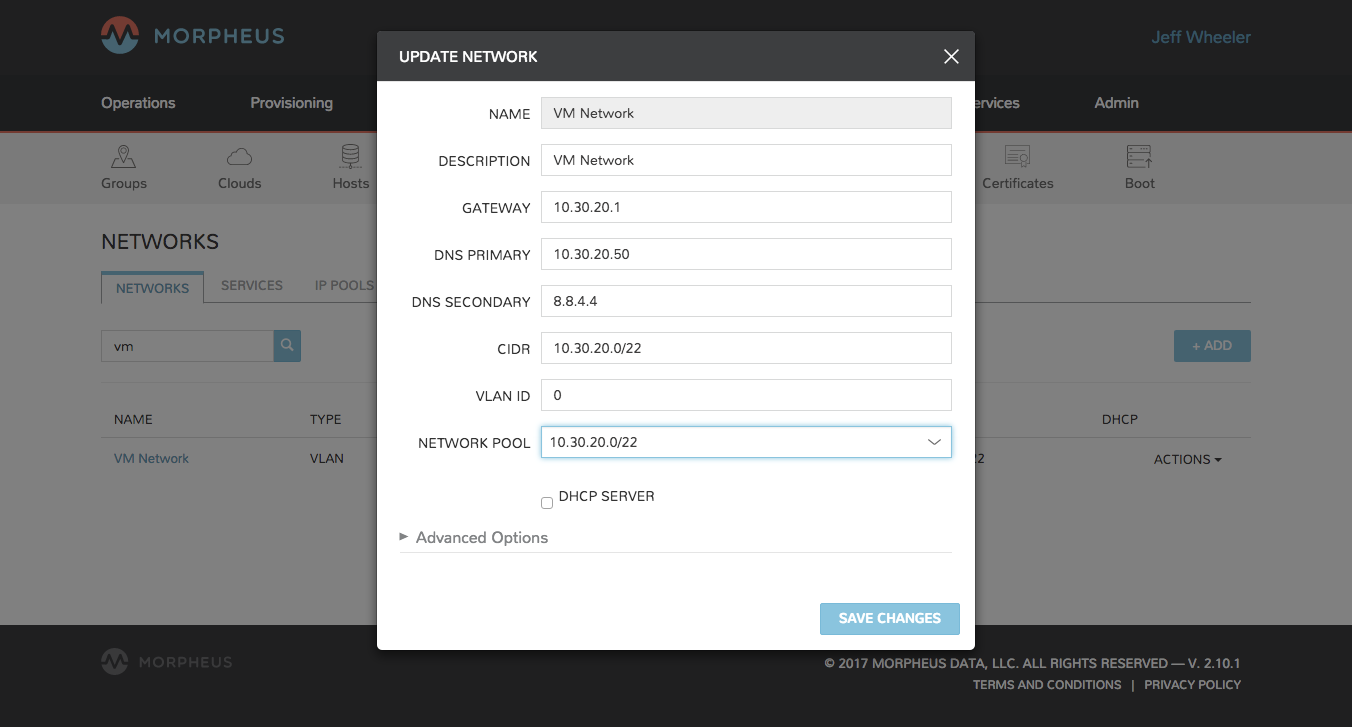 MORPHEUS
Jeff Wheeler
Operations
Provisioning
ervices
Admin
Groups
Clouds
Hosts
Certificates
Boot
NETWORKS
NETWORKS
SERVICES
IP POOLS
vm
+ ADD
NAME
TYPE
DHCP
VM Network
VLAN
22
ACTIONS
UPDATE NETWORK
NAME VM Network
DESCRIPTION VM Network
GATEWAY 10.30.20.1
DNS PRIMARY 10.30.20.50
DNS SECONDARY 8.8.4.4
CIDR 10.30.20.0/22
VLAN ID 0
NETWORK POOL 10.30.20.0/22
DHCP SERVER
Advanced Options
SAVE CHANGES
MORPHEUS
© 2017 MORPHEUS DATA, LLC. ALL RIGHTS RESERVED — V. 2.10.1
TERMS AND CONDITIONS | PRIVACY POLICY